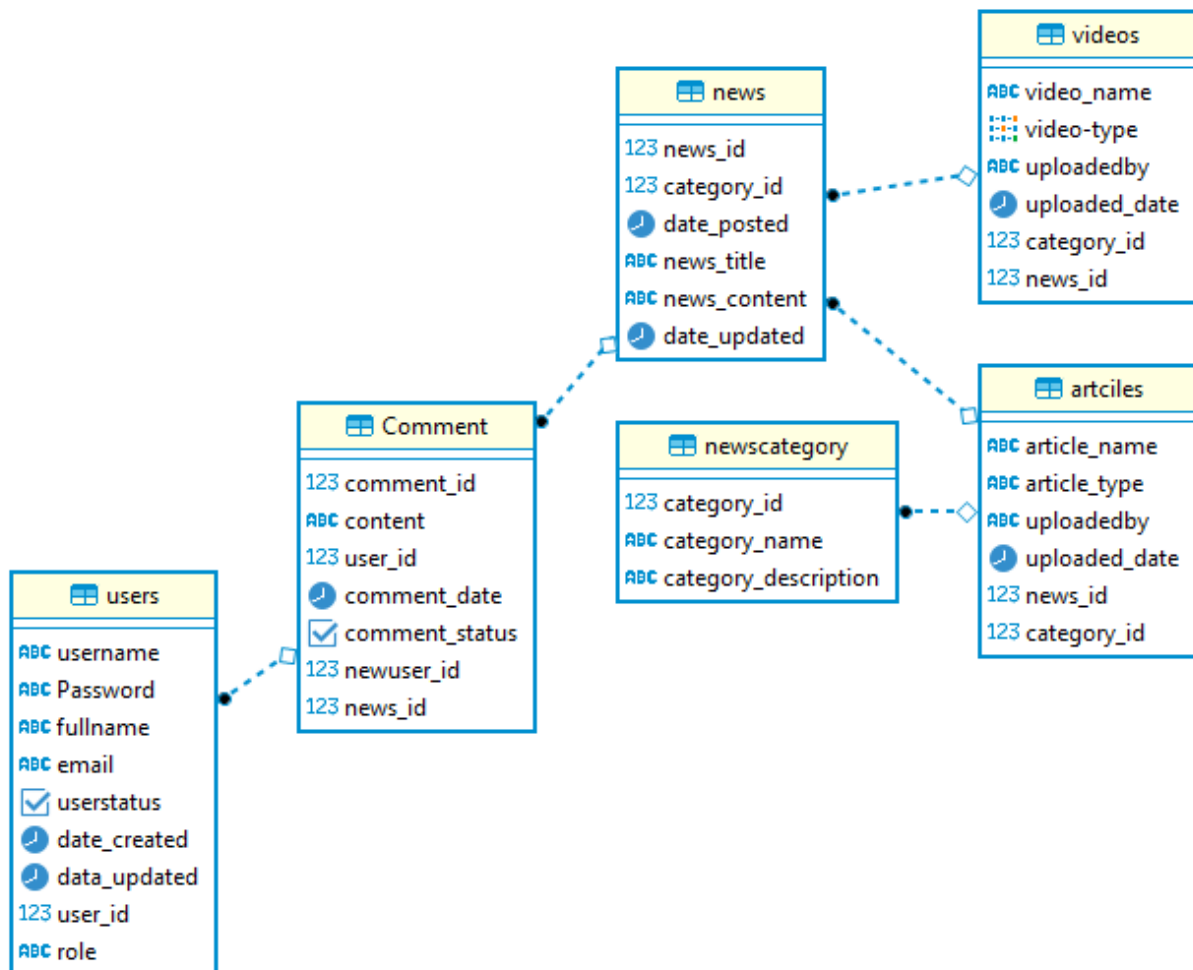 videos
ABC video_name
video-type
ABC uploadedby
uploaded_date
123 category_id
123 news_id
news
123 news_id
123 category_id
date_posted
ABC news_title
ABC news_content
date_updated
artciles
ABC article_name
ABC article_type
ABC uploadedby
uploaded_date
123 news_id
123 category_id
newscategory
123 category_id
ABC category_name
ABC category_description
Comment
123 comment_id
ABC content
123 user_id
comment_date
comment_status
123 newuser_id
123 news_id
users
ABC username
ABC Password
ABC fullname
ABC email
userstatus
date_created
data_updated
123 user_id
ABC role